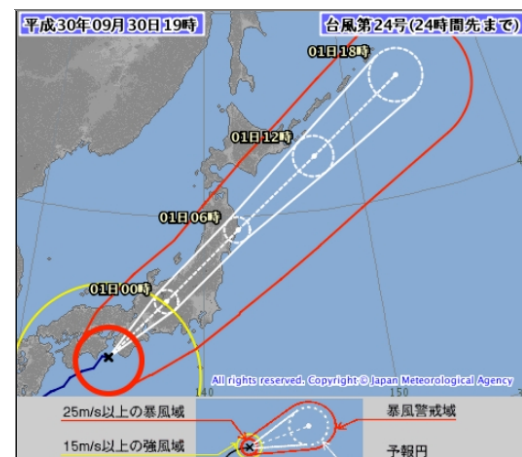 平成30年09月30日19時
台風第24号(24時間先まで)
01日18時
01日12時
01日06時
01日00時
All rights reserved. Copyright © Japan Meteorological Agency
140
150
25m/s以上の暴風域
暴風警戒域
15m/s以上の強風域
予報円